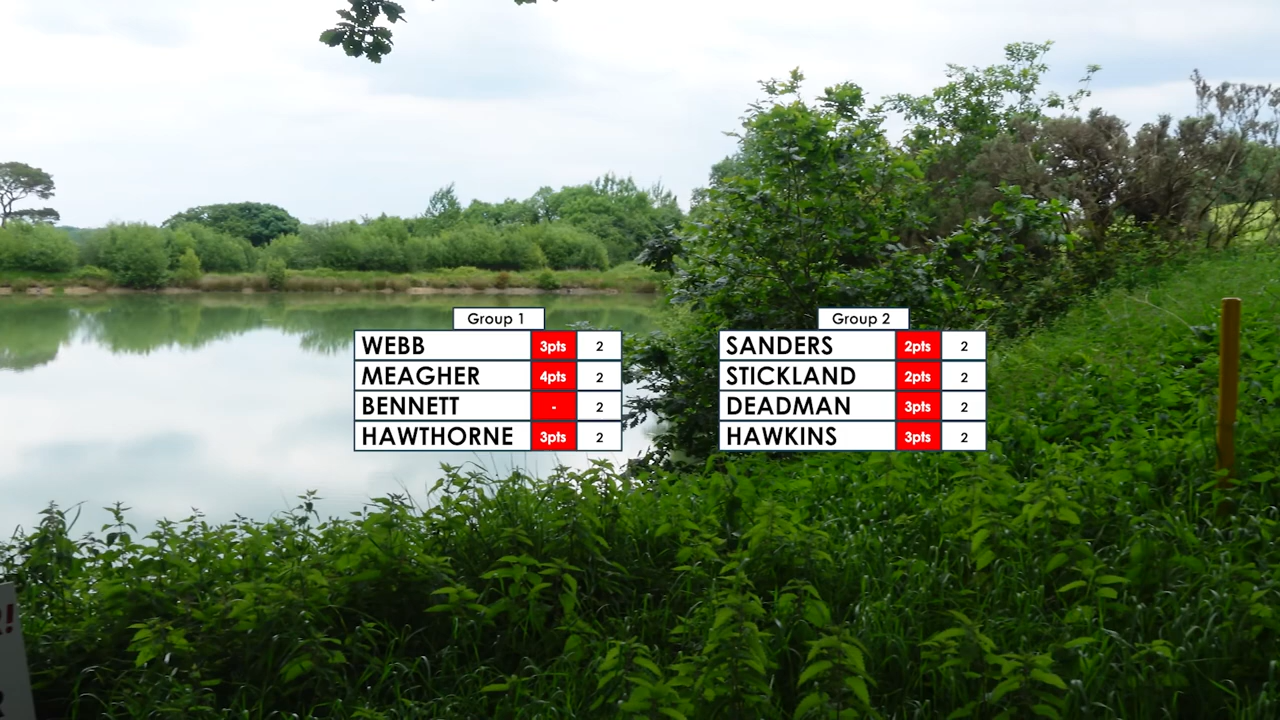 Group 1
WEBB 3pts 2
MEAGHER 4pts 2
BENNETT - 2
HAWTHORNE 3pts 2
Group 2
SANDERS 2pts 2
STICKLAND 2pts 2
DEADMAN 3pts 2
HAWKINS 3pts 2